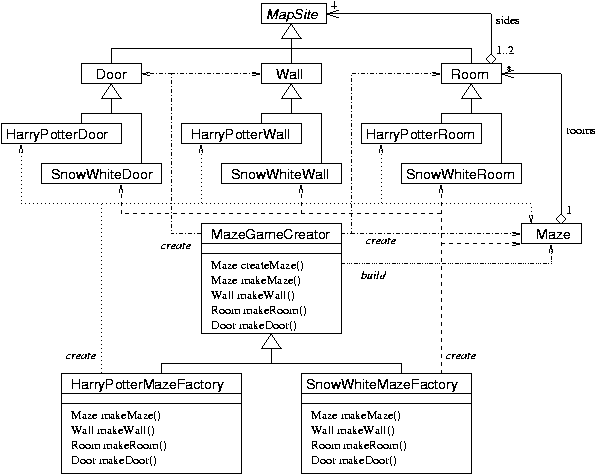 MapSite
4
sides
1..2
Door
Wall
Room
*
HarryPotterDoor
HarryPotterWall
HarryPotterRoom
rooms
SnowWhiteDoor
SnowWhiteWall
SnowWhiteRoom
1
MazeGameCreator
Maze
create
create
Maze createMaze()
build
Maze makeMaze()
Wall makeWall()
Room makeRoom()
Door makeDoor()
create
create
HarryPotterMazeFactory
SnowWhiteMazeFactory
Maze makeMaze()
Maze makeMaze()
Wall makeWall()
Wall makeWall()
Room makeRoom()
Room makeRoom()
Door makeDoor()
Door makeDoor()